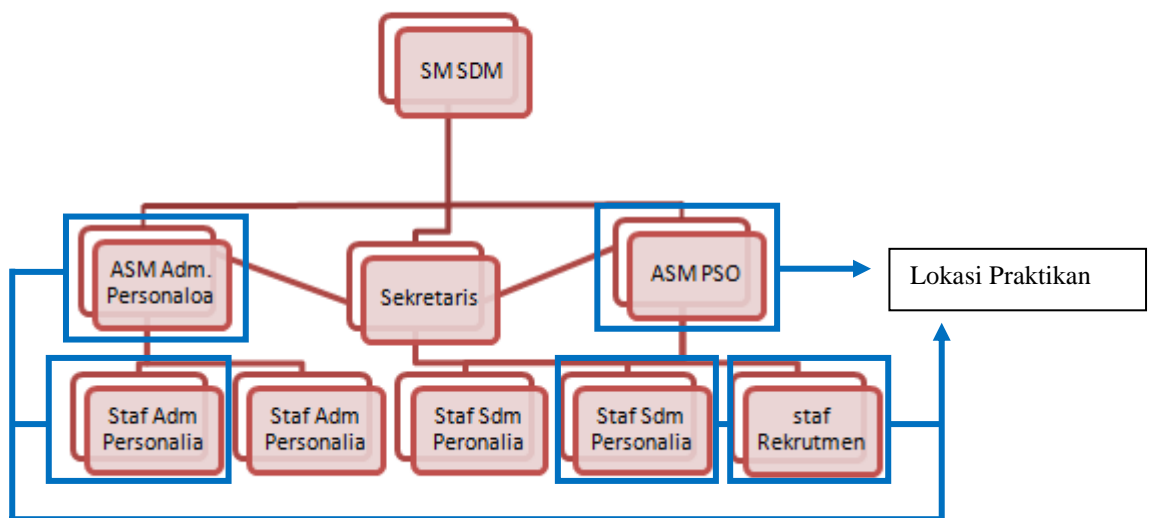 SM SDM
ASM Adm.
Personaloa
Sekretaris
ASM PSO
Lokasi Praktikan
Staf Adm
Personalia
Staf Adm
Personalia
Staf Sdm
Peronalia
Staf Sdm
Personalia
staf
Rekrutmen